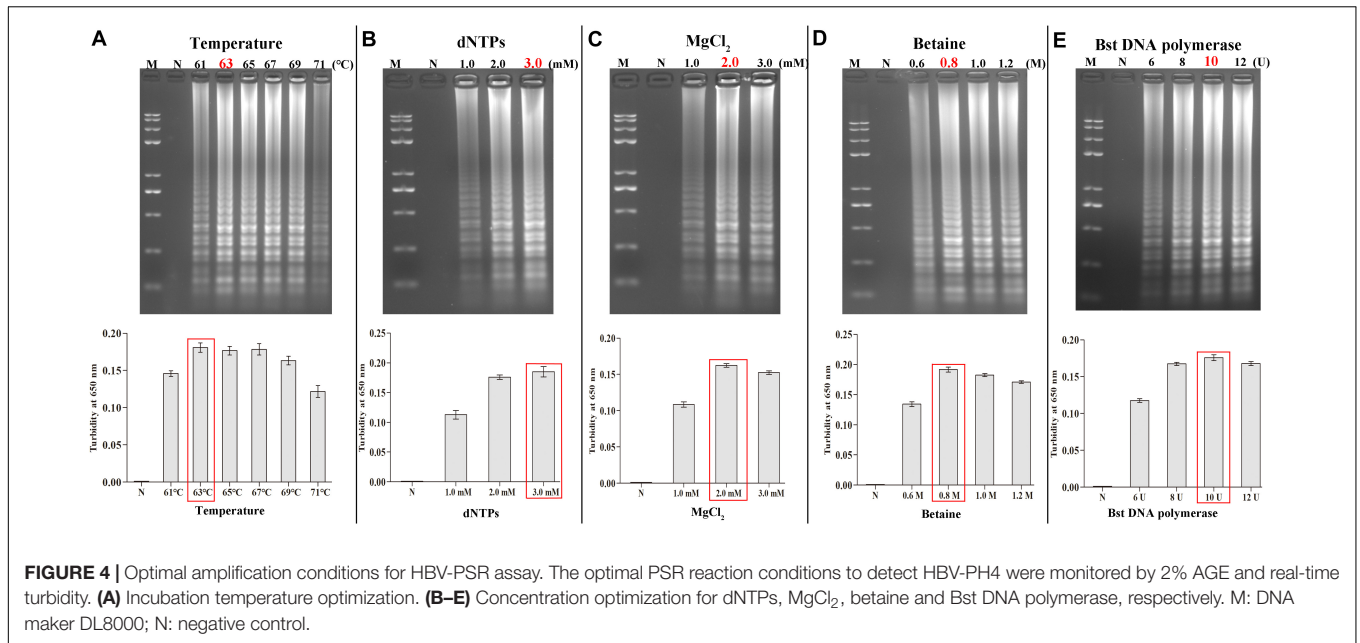 A B C D E
Temperature dNTPs MgCl₂ Betaine Bst DNA polymerase
M N 61 63 65 67 69 71 (°C)
M N 1.0 2.0 3.0 (mM)
M N 1.0 2.0 3.0 (mM)
M N 0.6 0.8 1.0 1.2 (M)
M N 6 8 10 12 (U)
Turbidity at 650 nm
0.20
0.15
0.10
0.05
0.00
N 61°C 63°C 65°C 67°C 69°C 71°C
Temperature
Turbidity at 650 nm
0.25
0.20
0.15
0.10
0.05
0.00
N 1.0 mM 2.0 mM 3.0 mM
dNTPs
Turbidity at 650 nm
0.20
0.15
0.10
0.05
0.00
N 1.0 mM 2.0 mM 3.0 mM
MgCl₂
Turbidity at 650 nm
0.25
0.20
0.15
0.10
0.05
0.00
N 0.6 M 0.8 M 1.0 M 1.2 M
Betaine
Turbidity at 650 nm
0.20
0.15
0.10
0.05
0.00
N 6 U 8 U 10 U 12 U
Bst DNA polymerase
FIGURE 4 | Optimal amplification conditions for HBV-PSR assay. The optimal PSR reaction conditions to detect HBV-PH4 were monitored by 2% AGE and real-time
turbidity. (A) Incubation temperature optimization. (B–E) Concentration optimization for dNTPs, MgCl₂, betaine and Bst DNA polymerase, respectively. M: DNA
maker DL8000; N: negative control.